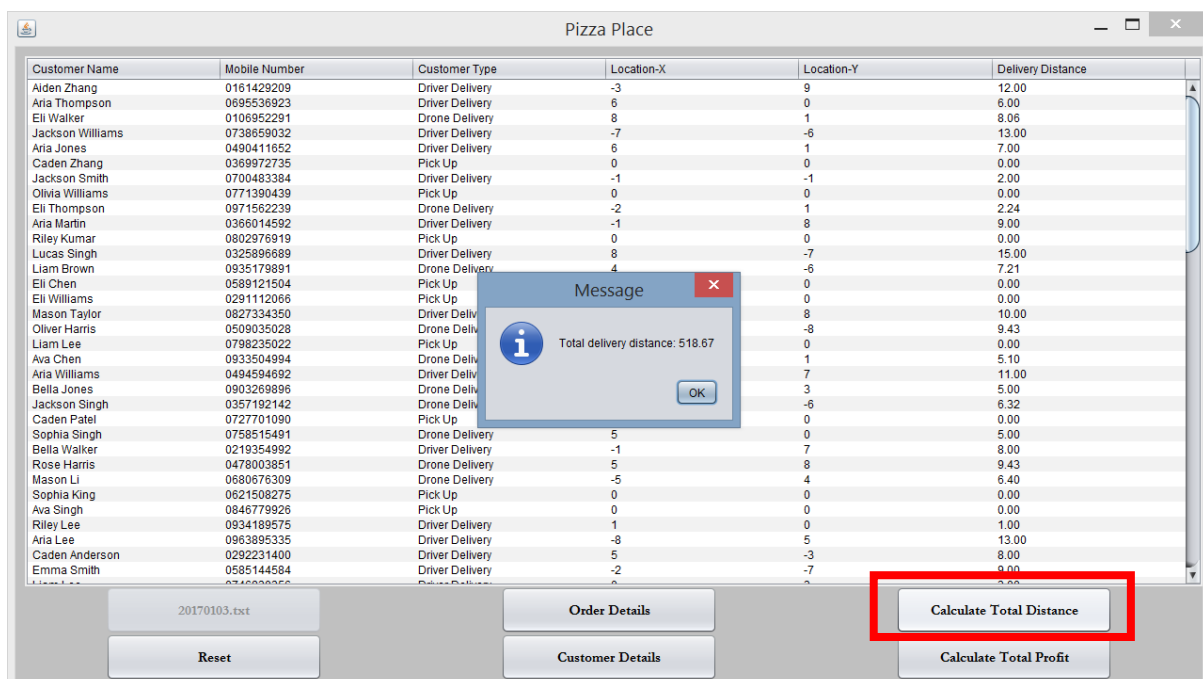 Pizza Place
Customer Name Mobile Number Customer Type Location-X Location-Y Delivery Distance
Aiden Zhang 0161429209 Driver Delivery -3 9 12.00
Aria Thompson 0695536923 Driver Delivery 6 0 6.00
Eli Walker 0106952291 Drone Delivery 8 1 8.06
Jackson Williams 0738659032 Driver Delivery -7 -6 13.00
Aria Jones 0490411652 Driver Delivery 6 1 7.00
Caden Zhang 0369972735 Pick Up 0 0 0.00
Jackson Smith 0700483384 Driver Delivery -1 -1 2.00
Olivia Williams 0771390439 Pick Up 0 0 0.00
Eli Thompson 0971562239 Drone Delivery -2 1 2.24
Aria Martin 0366014592 Driver Delivery -1 8 9.00
Riley Kumar 0802976919 Pick Up 0 0 0.00
Lucas Singh 0325896689 Driver Delivery 8 -7 15.00
Liam Brown 0935179891 Drone Delivery 4 -6 7.21
Eli Chen 0589121504 Pick Up 0 0.00
Eli Williams 0291112066 Pick Up 0 0.00
Mason Taylor 0827334350 Driver 8 10.00
Oliver Harris 0509035028 Drone -8 9.43
Liam Lee 0798235022 Pick Up 0 0.00
Ava Chen 0933504994 Drone 1 5.10
Aria Williams 0494594692 Driver 7 11.00
Bella Jones 0903269896 Drone 3 5.00
Jackson Singh 0357192142 Drone -6 6.32
Caden Patel 0727701090 Pick Up 0 0.00
Message
Total delivery distance: 518.67
OK
Sophia Singh 0758515491 Drone Delivery 5 0 5.00
Bella Walker 0219354992 Driver Delivery -1 7 8.00
Rose Harris 0478003851 Drone Delivery 5 8 9.43
Mason Li 0680676309 Drone Delivery -5 4 6.40
Sophia King 0621508275 Pick Up 0 0 0.00
Ava Singh 0846779926 Pick Up 0 0 0.00
Riley Lee 0934189575 Driver Delivery 1 0 1.00
Aria Lee 0963895335 Driver Delivery -8 5 13.00
Caden Anderson 0292231400 Driver Delivery 5 -3 8.00
Emma Smith 0585144584 Driver Delivery -2 -7 9.00
20170103.txt Order Details Calculate Total Distance
Reset Customer Details Calculate Total Profit